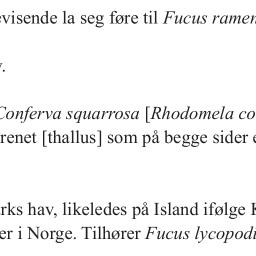 evisende la seg føre til Fucus ramen
.
Conferva squarrosa [Rhodomela co
renet [thallus] som på begge sider
rks hav, likeledes på Island ifølge
er i Norge. Tilhører Fucus lycopodi